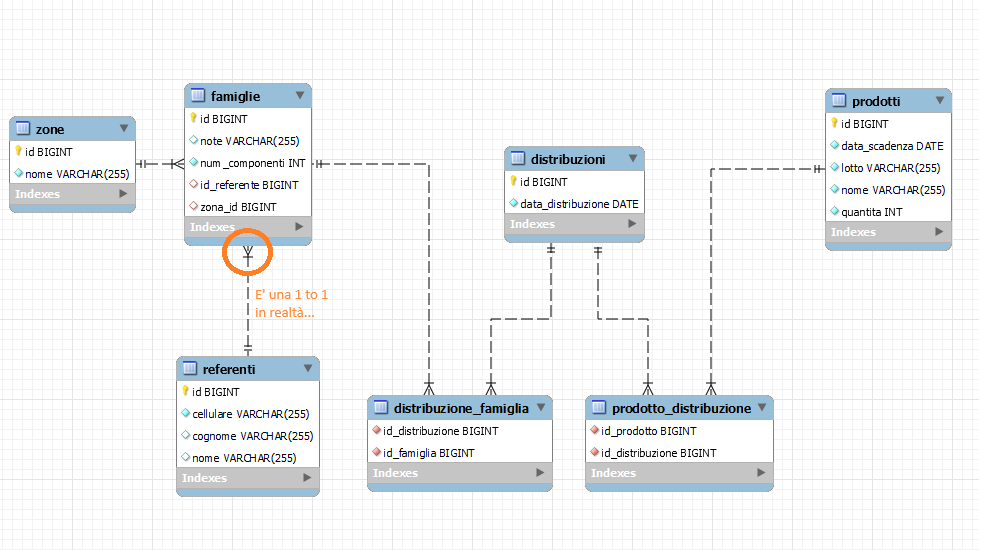 zone
id BIGINT
nome VARCHAR(255)
Indexes
famiglie
id BIGINT
note VARCHAR(255)
num_componenti INT
id_referente BIGINT
zona_id BIGINT
Indexes
E' una 1 to 1
in realtà...
referenti
id BIGINT
cellulare VARCHAR(255)
cognome VARCHAR(255)
nome VARCHAR(255)
Indexes
distribuzioni
id BIGINT
data_distribuzione DATE
Indexes
distribuzione_famiglia
id_distribuzione BIGINT
id_famiglia BIGINT
Indexes
prodotto_distribuzione
id_prodotto BIGINT
id_distribuzione BIGINT
Indexes
prodotti
id BIGINT
data_scadenza DATE
lotto VARCHAR(255)
nome VARCHAR(255)
quantita INT
Indexes